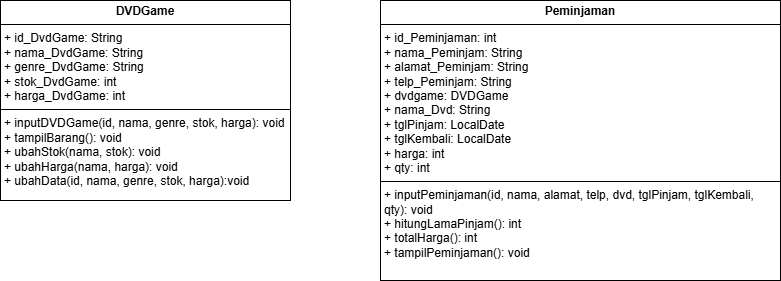 DVDGame
+ id_DvdGame: String
+ nama_DvdGame: String
+ genre_DvdGame: String
+ stok_DvdGame: int
+ harga_DvdGame: int
+ inputDVDGame(id, nama, genre, stok, harga): void
+ tampilBarang(): void
+ ubahStok(nama, stok): void
+ ubahHarga(nama, harga): void
+ ubahData(id, nama, genre, stok, harga):void
Peminjaman
+ id_Peminjaman: int
+ nama_Peminjam: String
+ alamat_Peminjam: String
+ telp_Peminjam: String
+ dvdgame: DVDGame
+ nama_Dvd: String
+ tglPinjam: LocalDate
+ tglKembali: LocalDate
+ harga: int
+ qty: int
+ inputPeminjaman(id, nama, alamat, telp, dvd, tglPinjam, tglKembali,
qty): void
+ hitungLamaPinjam(): int
+ totalHarga(): int
+ tampilPeminjaman(): void